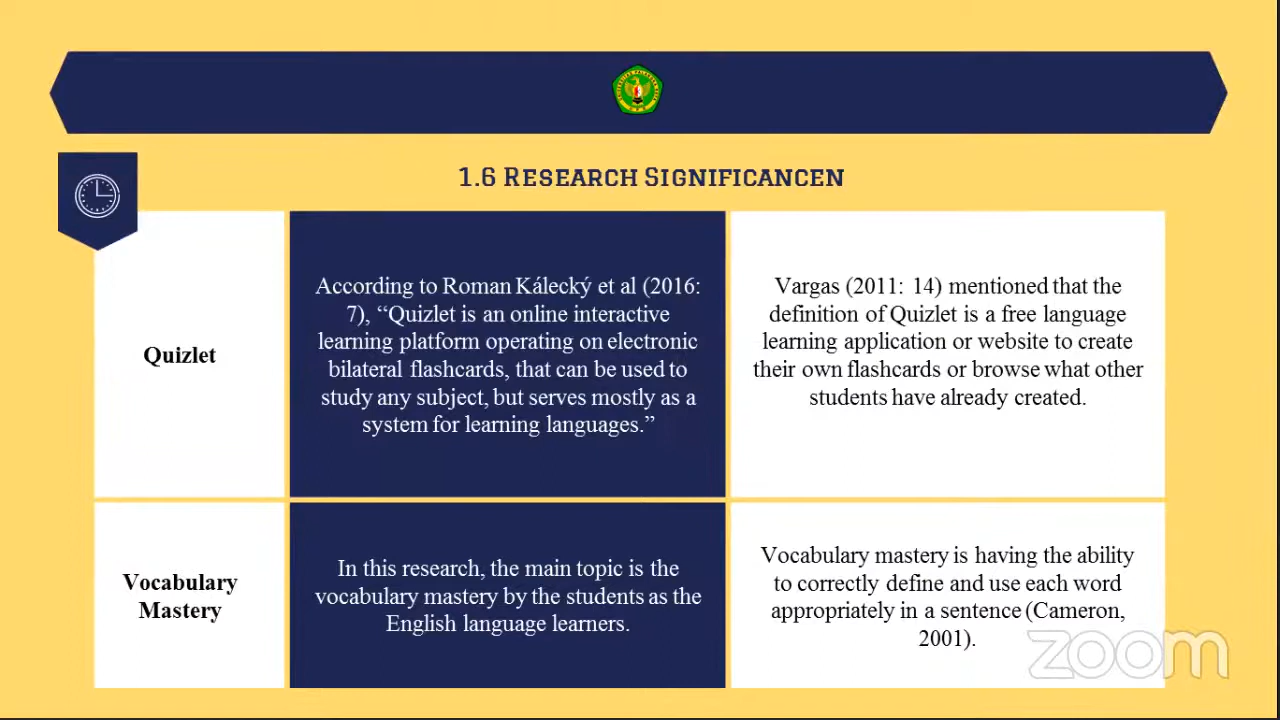 1.6 Research Significancen
Quizlet
According to Roman Kálecký et al (2016:
7), “Quizlet is an online interactive
learning platform operating on electronic
bilateral flashcards, that can be used to
study any subject, but serves mostly as a
system for learning languages.”
Vargas (2011: 14) mentioned that the
definition of Quizlet is a free language
learning application or website to create
their own flashcards or browse what other
students have already created.
Vocabulary
Mastery
In this research, the main topic is the
vocabulary mastery by the students as the
English language learners.
Vocabulary mastery is having the ability
to correctly define and use each word
appropriately in a sentence (Cameron,
2001).
zoom